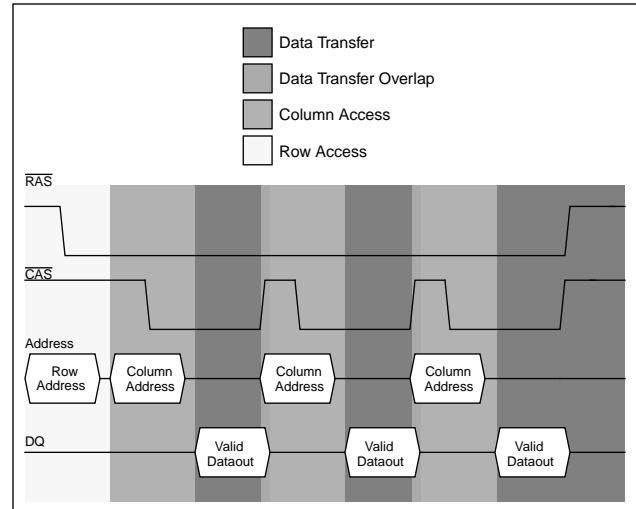 Data Transfer
Data Transfer Overlap
Column Access
Row Access
RAS
CAS
Address
Row
Address
Column
Address
Column
Address
Column
Address
DQ
Valid
Dataout
Valid
Dataout
Valid
Dataout